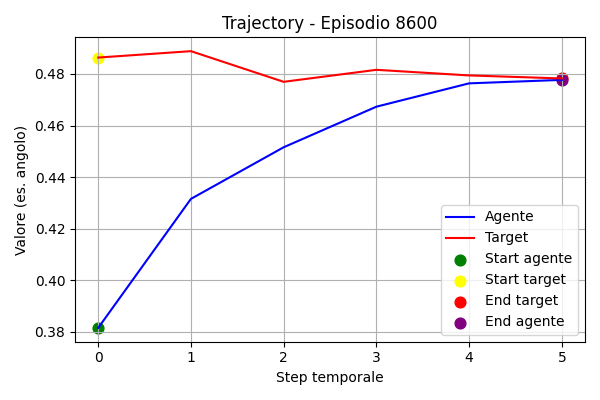 Trajectory - Episodio 8600
Valore (es. angolo)
0.48
0.46
0.44
0.42
0.40
0.38
0
1
2
3
4
5
Step temporale
Agente
Target
Start agente
Start target
End target
End agente